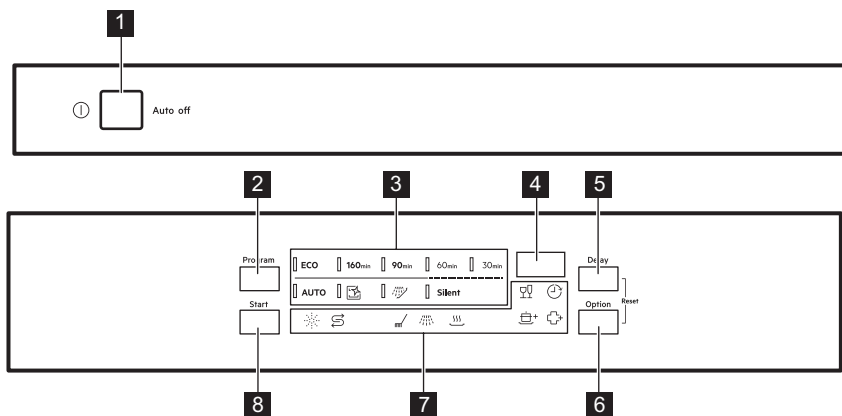 1
Auto off
2 3 4 5
Program ECO 160min 90min 60min 30min Delay
AUTO Silent
Start Option Reset
8 7 6